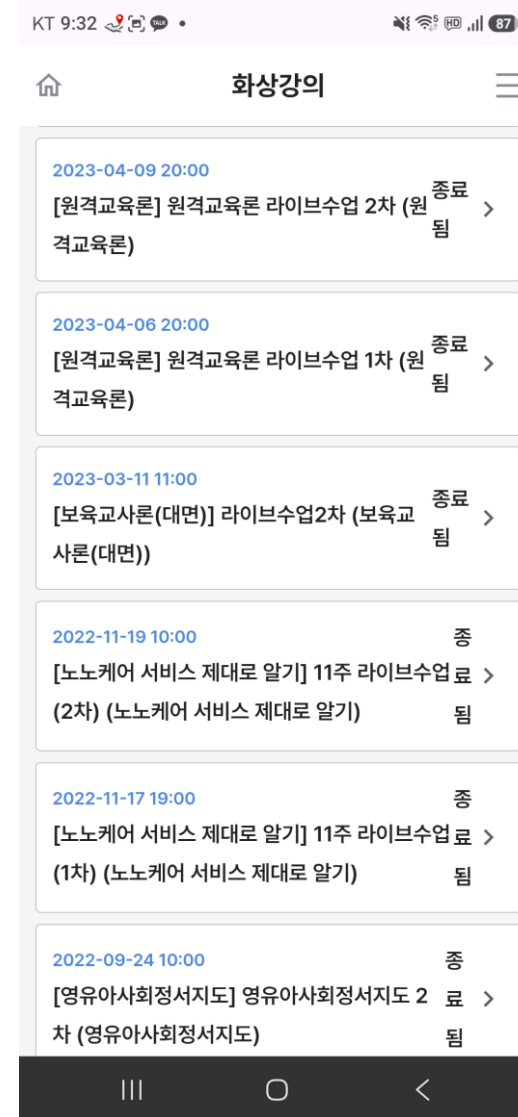 KT 9:32
HD 87
화상강의
2023-04-09 20:00
[원격교육론] 원격교육론 라이브수업 2차 (원
격교육론)
종료
됨
2023-04-06 20:00
[원격교육론] 원격교육론 라이브수업 1차 (원
격교육론)
종료
됨
2023-03-11 11:00
[보육교사론(대면)] 라이브수업2차 (보육교
사론(대면))
종료
됨
2022-11-19 10:00
[노노케어 서비스 제대로 알기] 11주 라이브수업
(2차) (노노케어 서비스 제대로 알기)
종
료
됨
2022-11-17 19:00
[노노케어 서비스 제대로 알기] 11주 라이브수업
(1차) (노노케어 서비스 제대로 알기)
종
료
됨
2022-09-24 10:00
[영유아사회정서지도] 영유아사회정서지도 2
차 (영유아사회정서지도)
종
료
됨